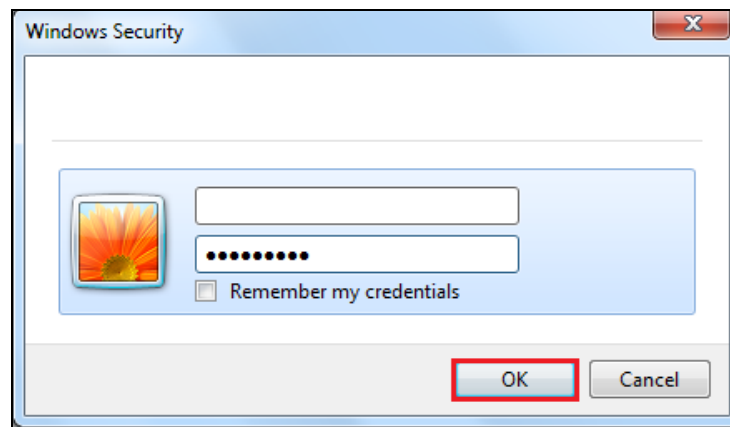 Windows Security
●●●●●●●●●
Remember my credentials
OK
Cancel